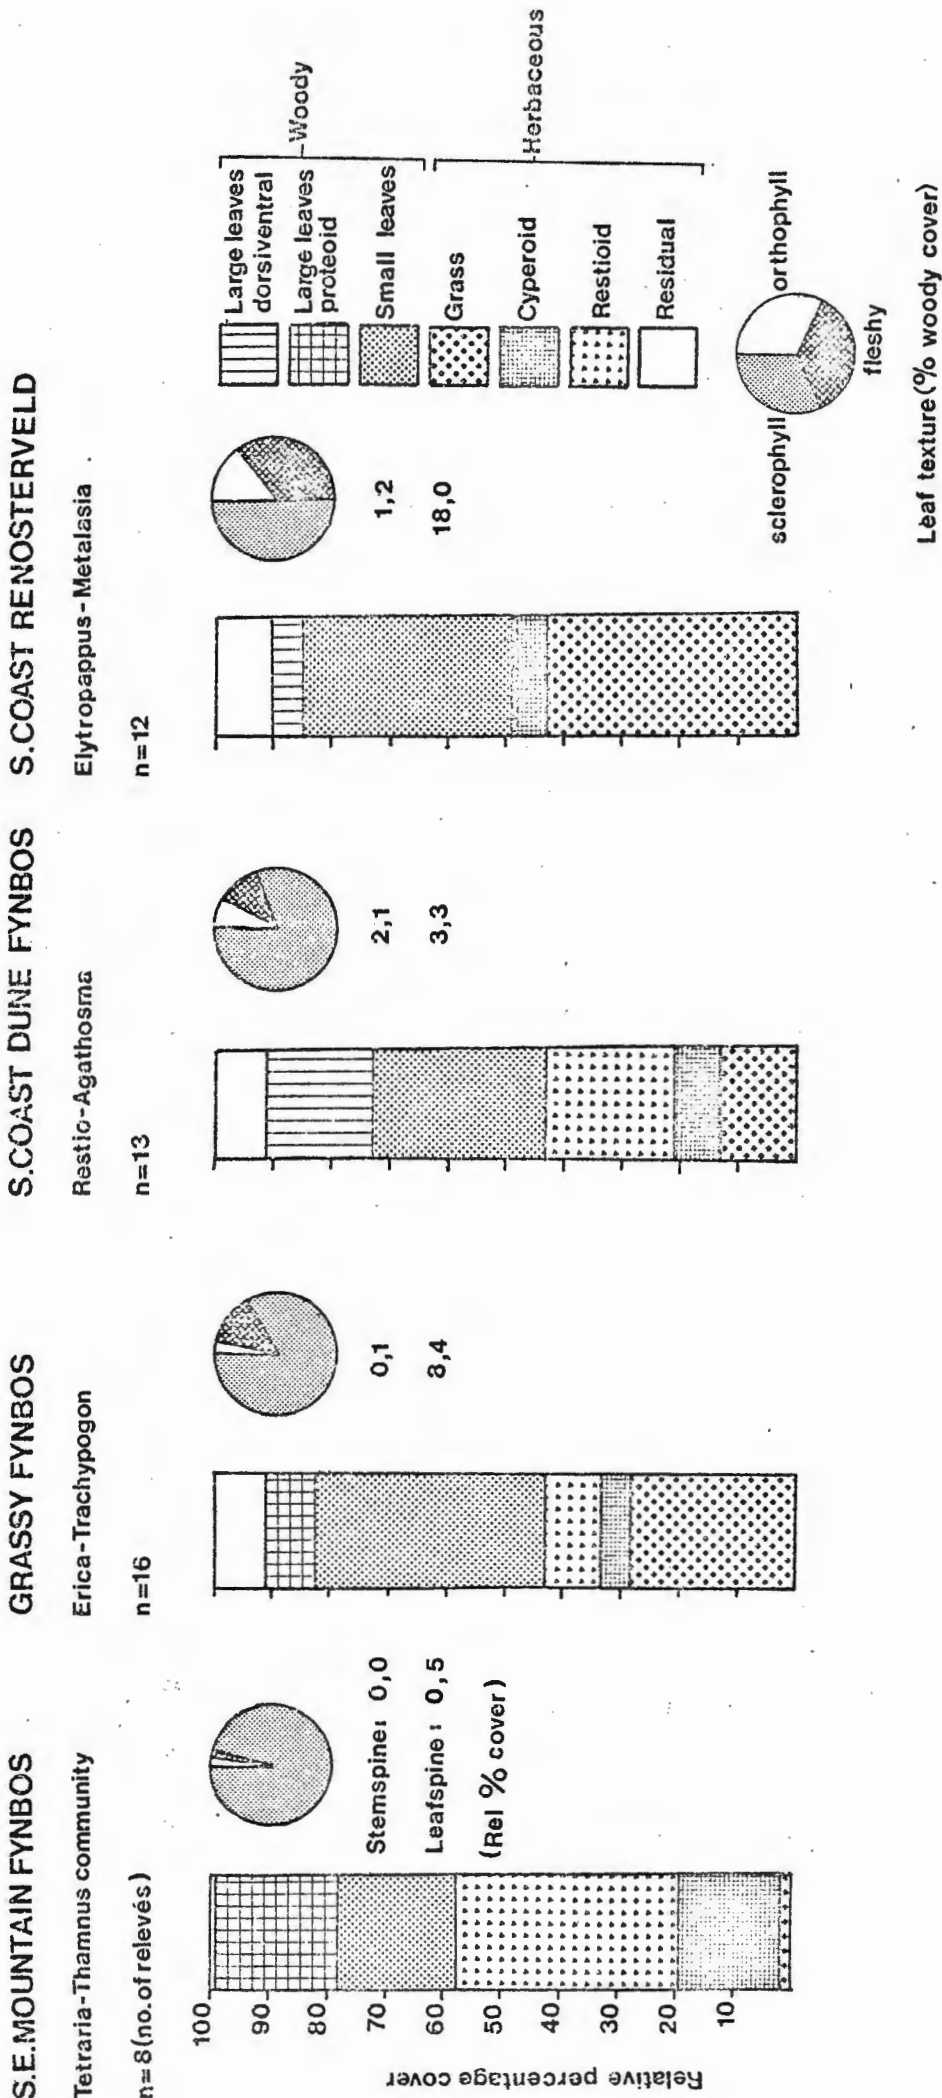 S.E.MOUNTAIN FYNBOS
Tetraria-Thamnus community
n=8(no.of relevés)
GRASSY FYNBOS
Erica-Trachypogon
n=16
S.COAST DUNE FYNBOS
Restio-Agathosma
n=13
S.COAST RENOSTERVELD
Elytropappus-Metalasia
n=12
Relative percentage cover
100
90
80
70
60
50
40
30
20
10
Stemspine: 0,0
Leafspine: 0,5
(Rel % cover)
0,1
3,4
2,1
3,3
1,2
18,0
Large leaves
dorsiventral
Large leaves
proteoid
Small leaves
Grass
Cyperoid
Restioid
Residual
Woody
Herbaceous
sclerophyll
orthophyll
fleshy
Leaf texture(% woody cover)